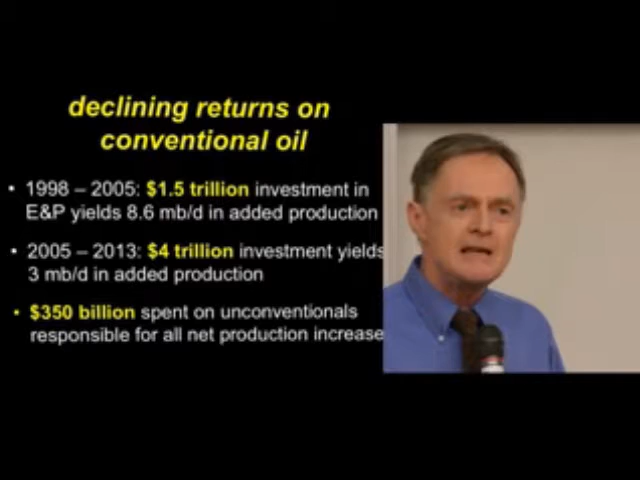 declining returns on
conventional oil
• 1998 – 2005: $1.5 trillion investment in
E&P yields 8.6 mb/d in added production
• 2005 – 2013: $4 trillion investment yields
3 mb/d in added production
• $350 billion spent on unconventionals
responsible for all net production increase